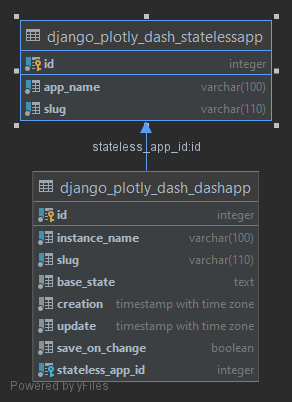 django_plotly_dash_statelessapp
id integer
app_name varchar(100)
slug varchar(110)
stateless_app_id:id
django_plotly_dash_dashapp
id integer
instance_name varchar(100)
slug varchar(110)
base_state text
creation timestamp with time zone
update timestamp with time zone
save_on_change boolean
stateless_app_id integer
Powered by yFiles